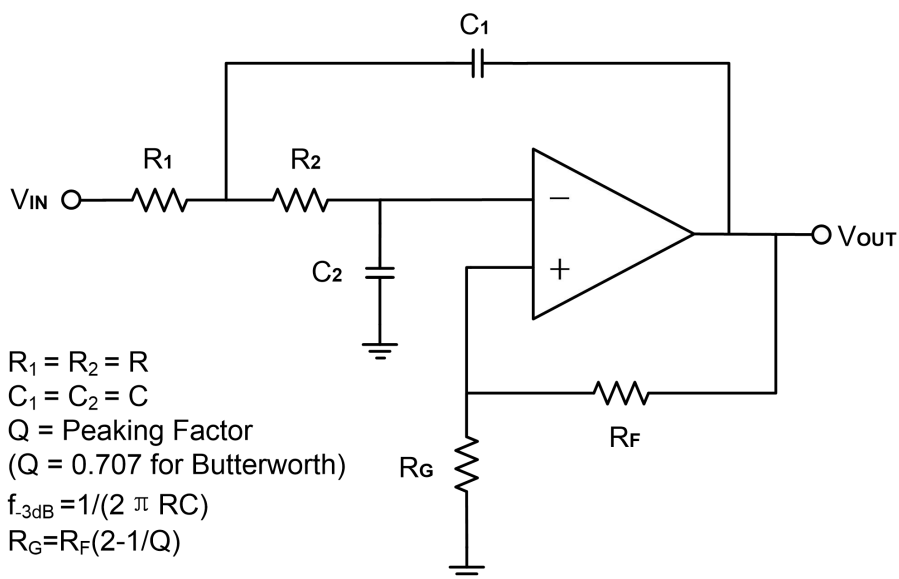 C1
R1
R2
VIN
−
VOUT
+
C2
R1 = R2 = R
C1 = C2 = C
Q = Peaking Factor
RF
(Q = 0.707 for Butterworth)
RG
f-3dB =1/(2 π RC)
RG=RF(2-1/Q)